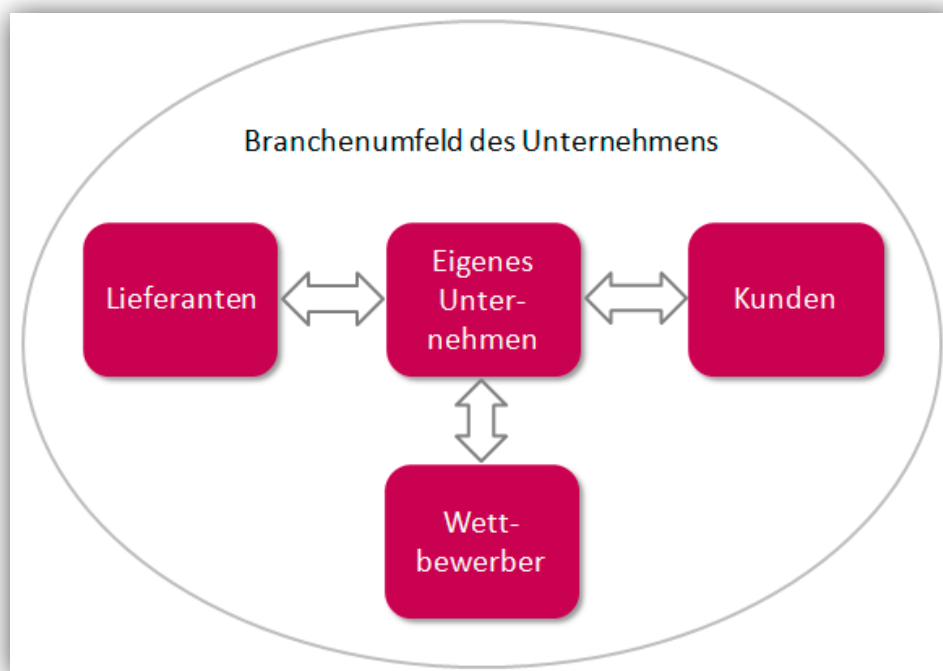 Branchenumfeld des Unternehmens
Lieferanten
Eigenes
Unter-
nehmen
Kunden
Wett-
bewerber